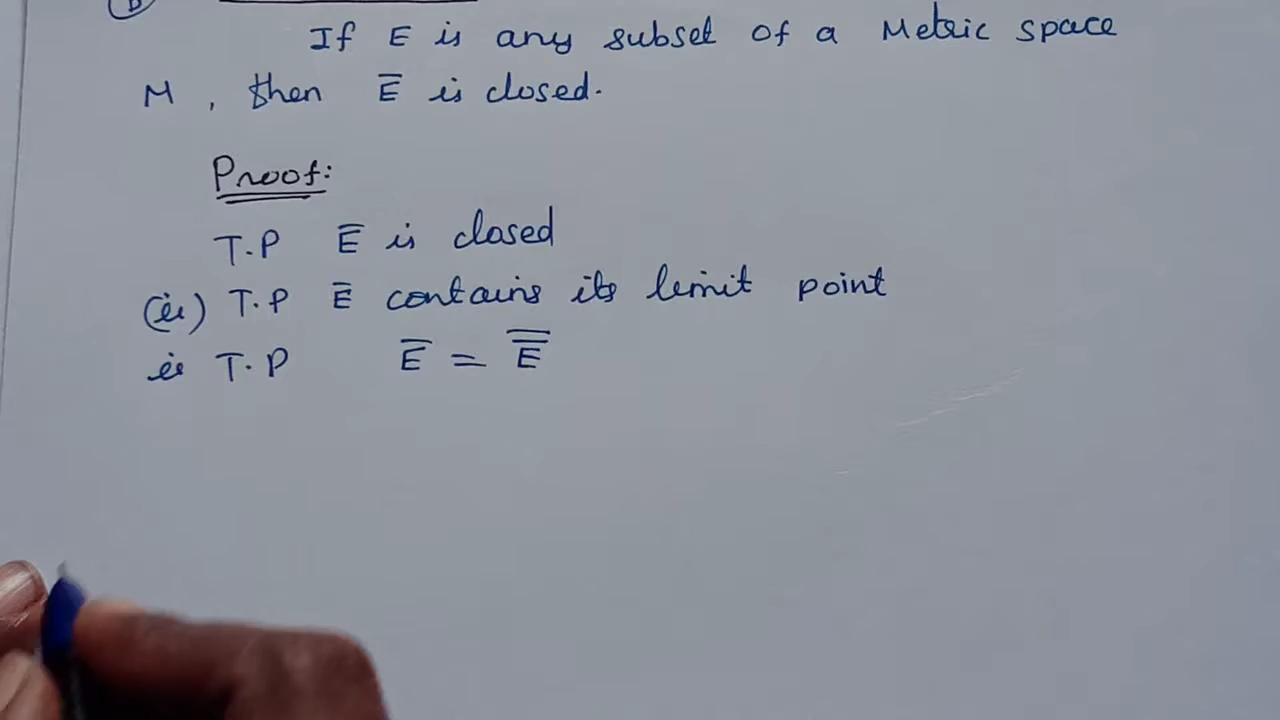 If E is any subset of a Metric space
M, then E̅ is closed.
Proof:
T.P E̅ is closed
(ie) T.P E̅ contains its limit point
ie T.P E̅ = E̿